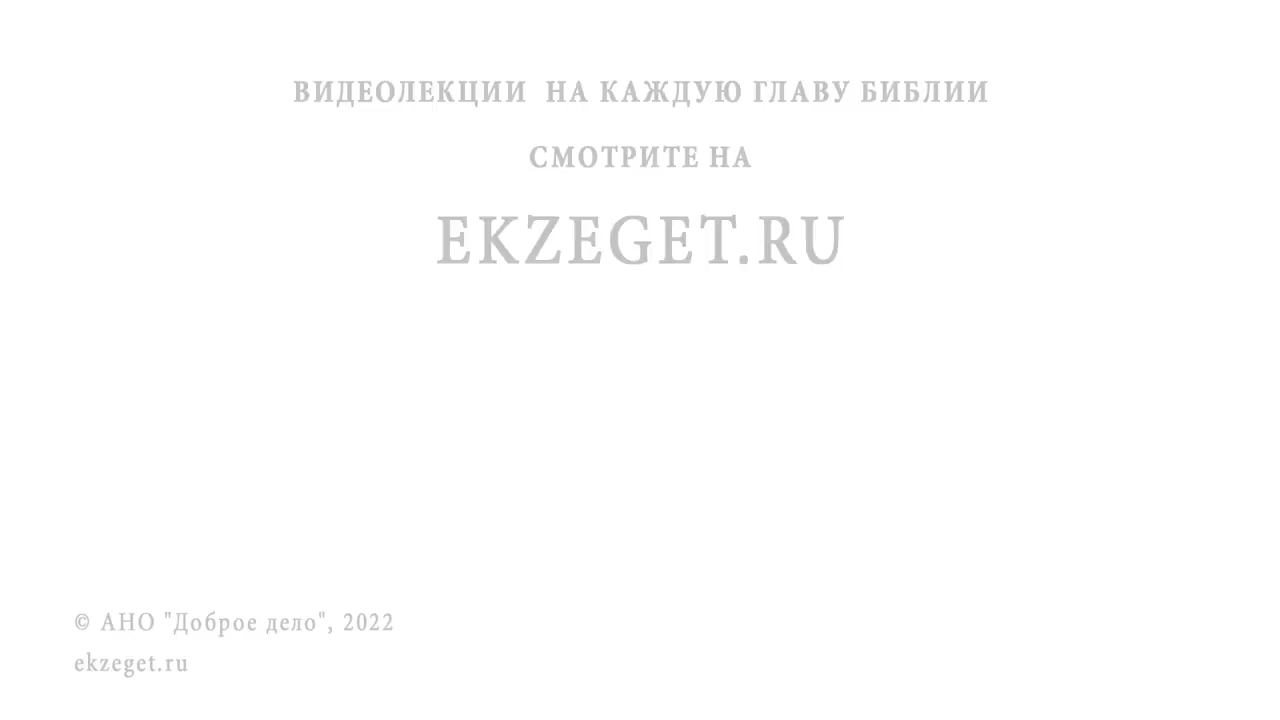 ВИДЕОЛЕКЦИИ НА КАЖДУЮ ГЛАВУ БИБЛИИ
СМОТРИТЕ НА
EKZEGET.RU
© АНО "Доброе дело", 2022
ekzeget.ru